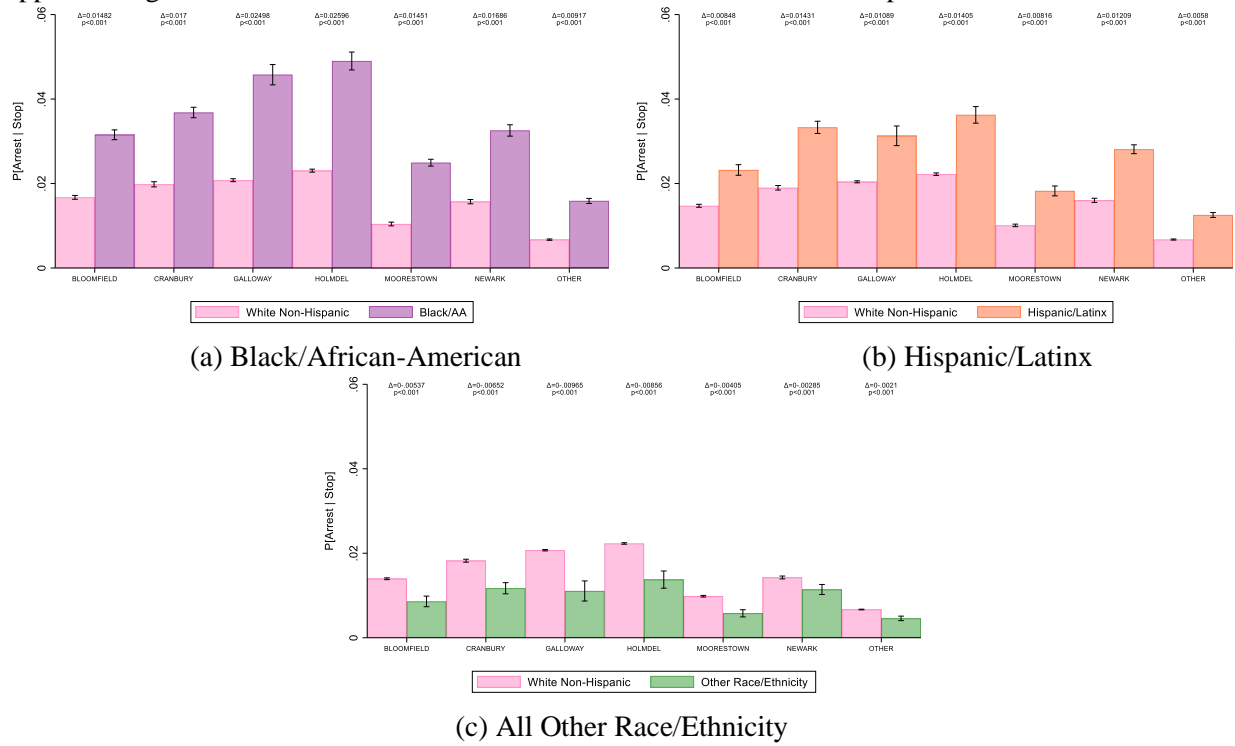 Δ=0.01482 Δ=0.017 Δ=0.02498 Δ=0.02596 Δ=0.01451 Δ=0.01686 Δ=0.00917
p<0.001 p<0.001 p<0.001 p<0.001 p<0.001 p<0.001 p<0.001
.06
.04
.02
0
P[Arrest | Stop]
BLOOMFIELD CRANBURY GALLOWAY HOLMDEL MOORESTOWN NEWARK OTHER
White Non-Hispanic Black/AA
(a) Black/African-American
Δ=0.00848 Δ=0.01431 Δ=0.01089 Δ=0.01405 Δ=0.00816 Δ=0.01209 Δ=0.0058
p<0.001 p<0.001 p<0.001 p<0.001 p<0.001 p<0.001 p<0.001
.06
.04
.02
0
P[Arrest | Stop]
BLOOMFIELD CRANBURY GALLOWAY HOLMDEL MOORESTOWN NEWARK OTHER
White Non-Hispanic Hispanic/Latinx
(b) Hispanic/Latinx
Δ=0-.00537 Δ=0-.00652 Δ=0-.00965 Δ=0-.00856 Δ=0-.00405 Δ=0-.00285 Δ=0-.0021
p<0.001 p<0.001 p<0.001 p<0.001 p<0.001 p<0.001 p<0.001
.06
.04
.02
0
P[Arrest | Stop]
BLOOMFIELD CRANBURY GALLOWAY HOLMDEL MOORESTOWN NEWARK OTHER
White Non-Hispanic Other Race/Ethnicity
(c) All Other Race/Ethnicity